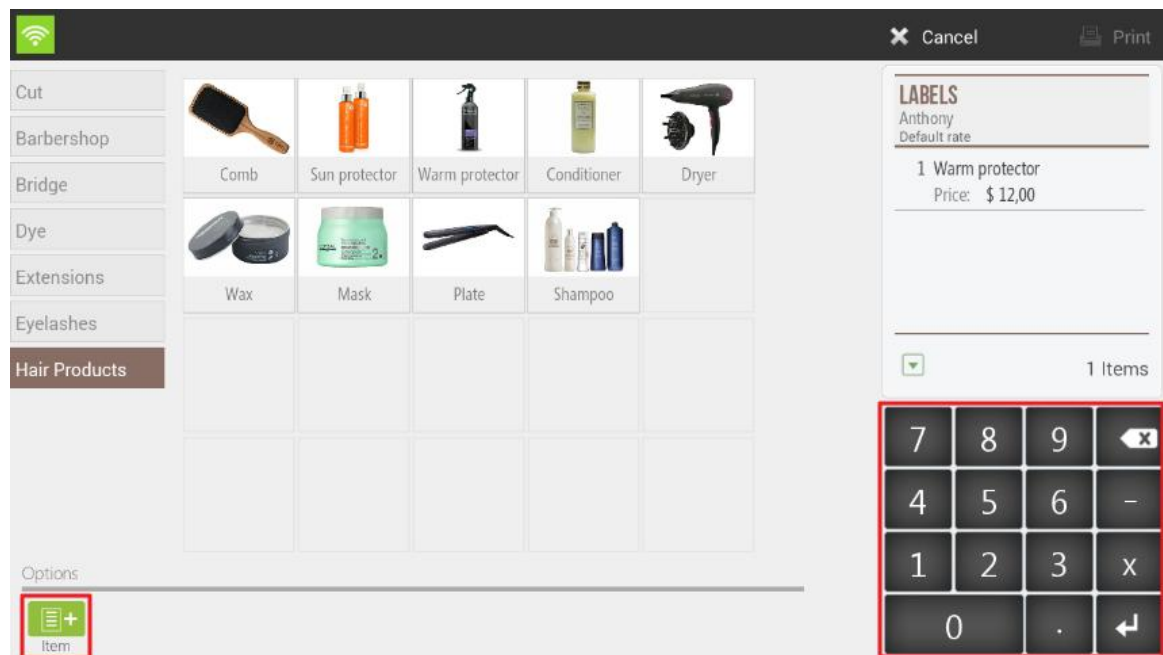 Cancel
Print
Cut
Barbershop
Bridge
Dye
Extensions
Eyelashes
Hair Products
Comb
Sun protector
Warm protector
Conditioner
Dryer
Wax
Mask
Plate
Shampoo
Options
Item
LABELS
Anthony
Default rate
1 Warm protector
Price: $ 12,00
1 Items
7 8 9
4 5 6 -
1 2 3 x
0 .